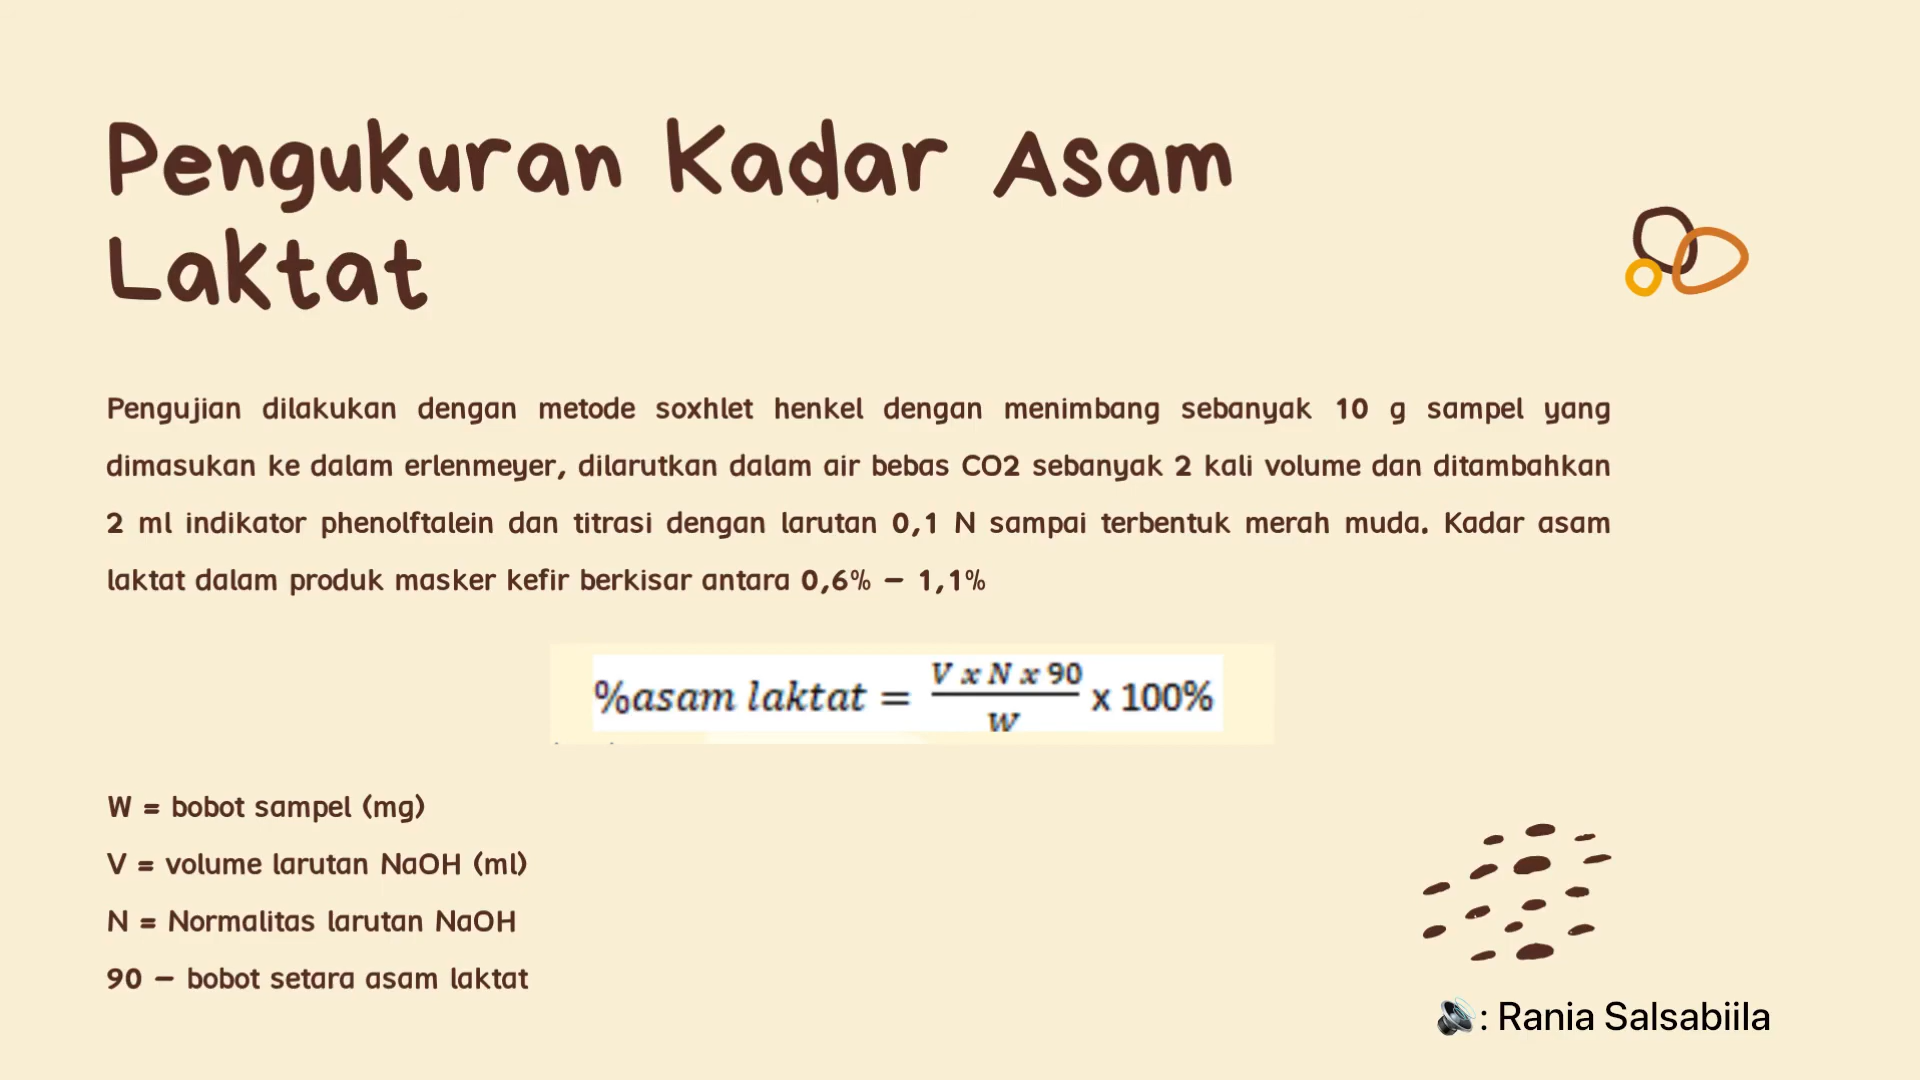 Pengukuran Kadar Asam
Laktat
Pengujian dilakukan dengan metode soxhlet henkel dengan menimbang sebanyak 10 g sampel yang
dimasukan ke dalam erlenmeyer, dilarutkan dalam air bebas CO2 sebanyak 2 kali volume dan ditambahkan
2 ml indikator phenolftalein dan titrasi dengan larutan 0,1 N sampai terbentuk merah muda. Kadar asam
laktat dalam produk masker kefir berkisar antara 0,6% – 1,1%
%asam laktat = V x N x 90 / W x 100%
W = bobot sampel (mg)
V = volume larutan NaOH (ml)
N = Normalitas larutan NaOH
90 – bobot setara asam laktat
🔊: Rania Salsabiila